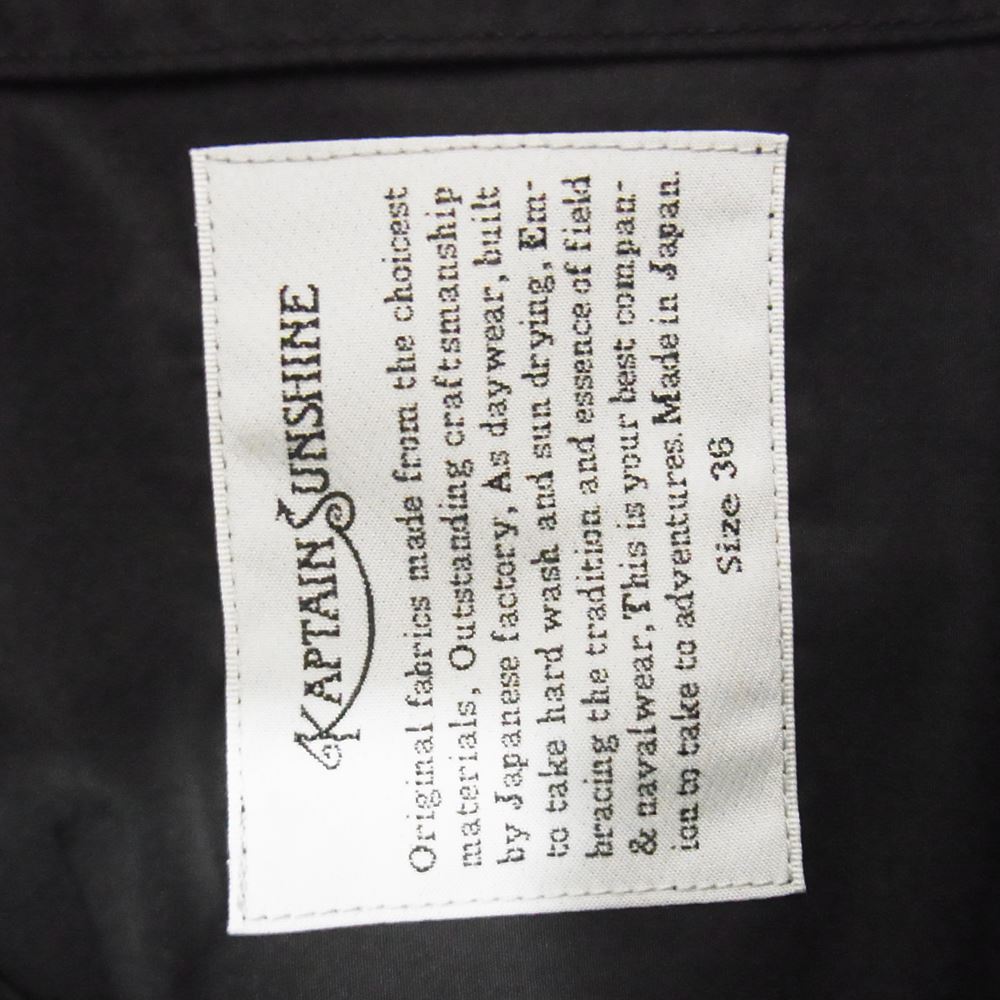 KAPTAIN SUNSHINE
Original fabrics made from the choicest
materials, Outstanding craftsmanship
by Japanese factory, As daywear, built
to take hard wash and sun drying, Em-
bracing the tradition and essence of field
& naval wear, This is your best compan-
ion to take to adventures. Made in Japan.
Size 36